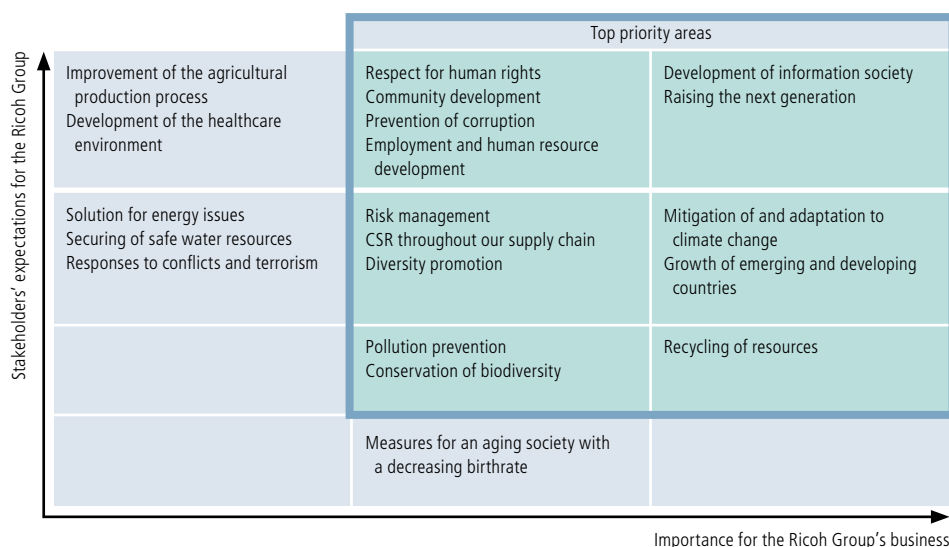 Top priority areas
Stakeholders' expectations for the Ricoh Group
Improvement of the agricultural
production process
Development of the healthcare
environment
Respect for human rights
Community development
Prevention of corruption
Employment and human resource
development
Development of information society
Raising the next generation
Solution for energy issues
Securing of safe water resources
Responses to conflicts and terrorism
Risk management
CSR throughout our supply chain
Diversity promotion
Mitigation of and adaptation to
climate change
Growth of emerging and developing
countries
Pollution prevention
Conservation of biodiversity
Recycling of resources
Measures for an aging society with
a decreasing birthrate
Importance for the Ricoh Group's business